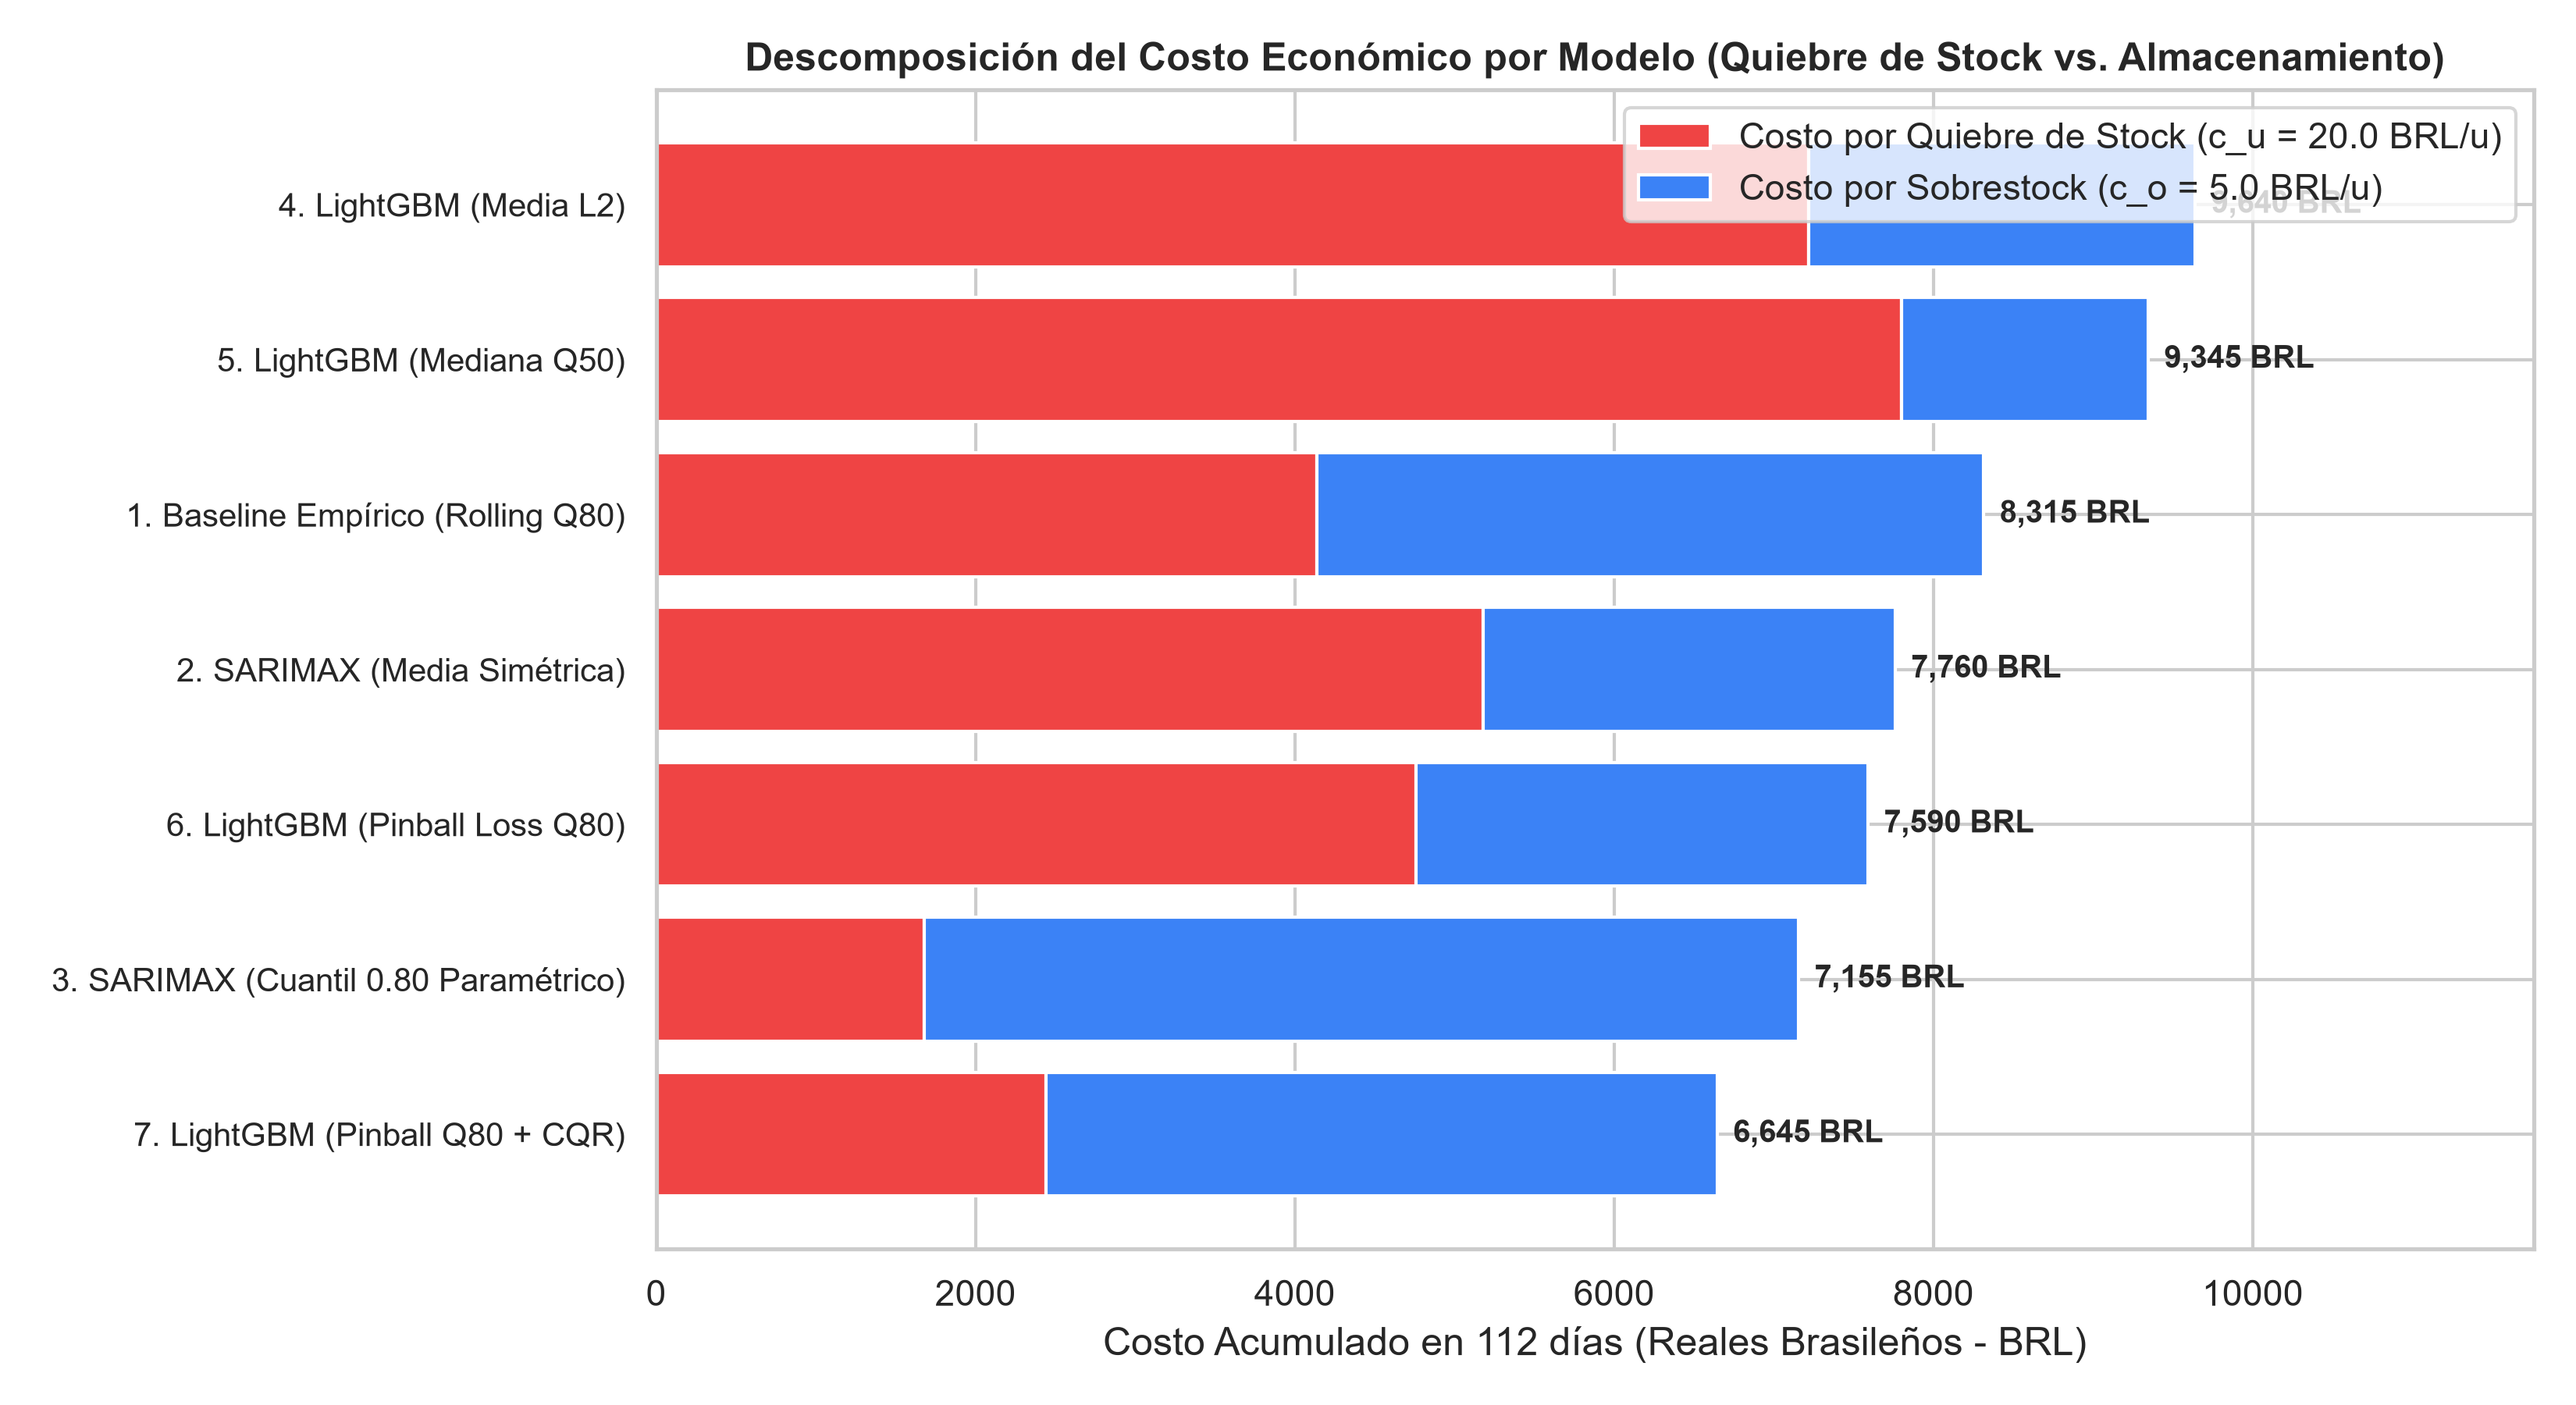 Descomposición del Costo Económico por Modelo (Quiebre de Stock vs. Almacenamiento)
Costo por Quiebre de Stock (c_u = 20.0 BRL/u)
Costo por Sobrestock (c_o = 5.0 BRL/u)
4. LightGBM (Media L2)
9,640 BRL
5. LightGBM (Mediana Q50)
9,345 BRL
1. Baseline Empírico (Rolling Q80)
8,315 BRL
2. SARIMAX (Media Simétrica)
7,760 BRL
6. LightGBM (Pinball Loss Q80)
7,590 BRL
3. SARIMAX (Cuantil 0.80 Paramétrico)
7,155 BRL
7. LightGBM (Pinball Q80 + CQR)
6,645 BRL
0 2000 4000 6000 8000 10000
Costo Acumulado en 112 días (Reales Brasileños - BRL)